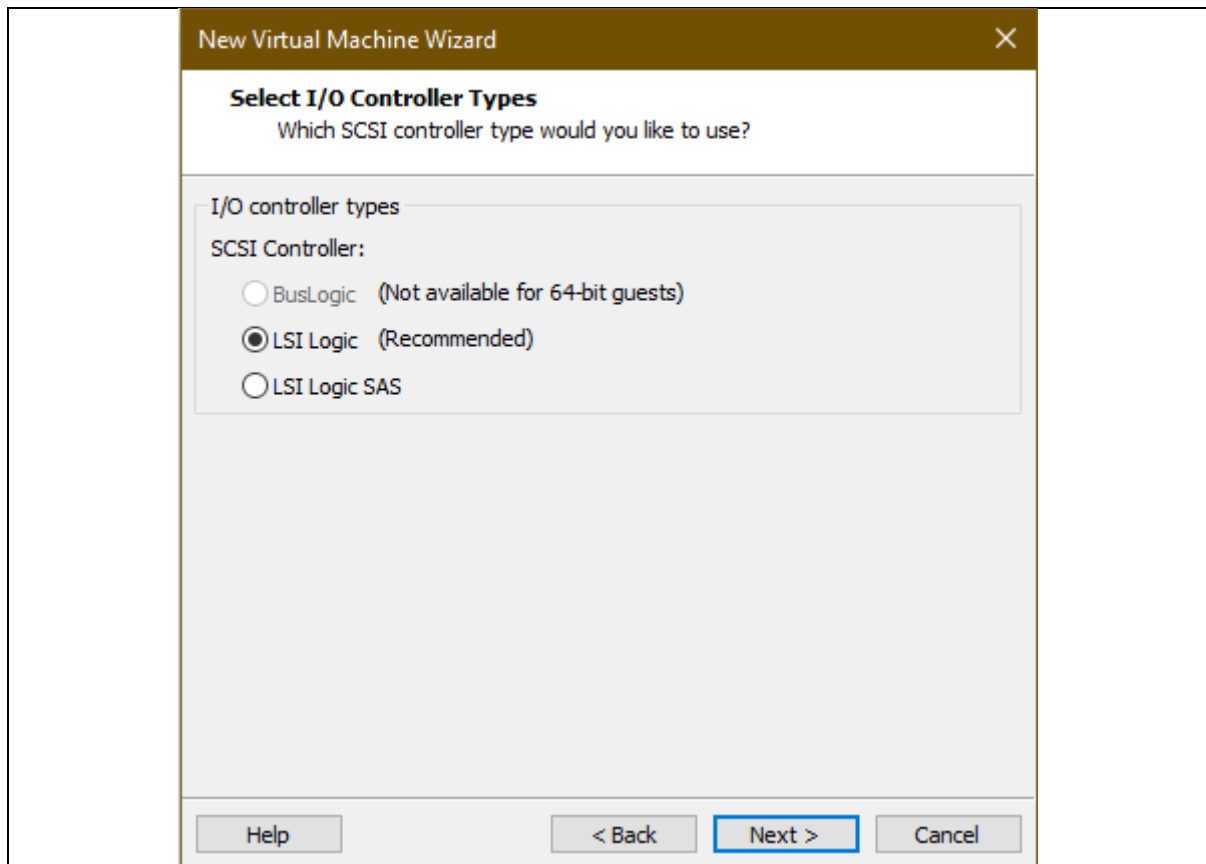 New Virtual Machine Wizard
Select I/O Controller Types
Which SCSI controller type would you like to use?
I/O controller types
SCSI Controller:
BusLogic (Not available for 64-bit guests)
LSI Logic (Recommended)
LSI Logic SAS
Help < Back Next > Cancel